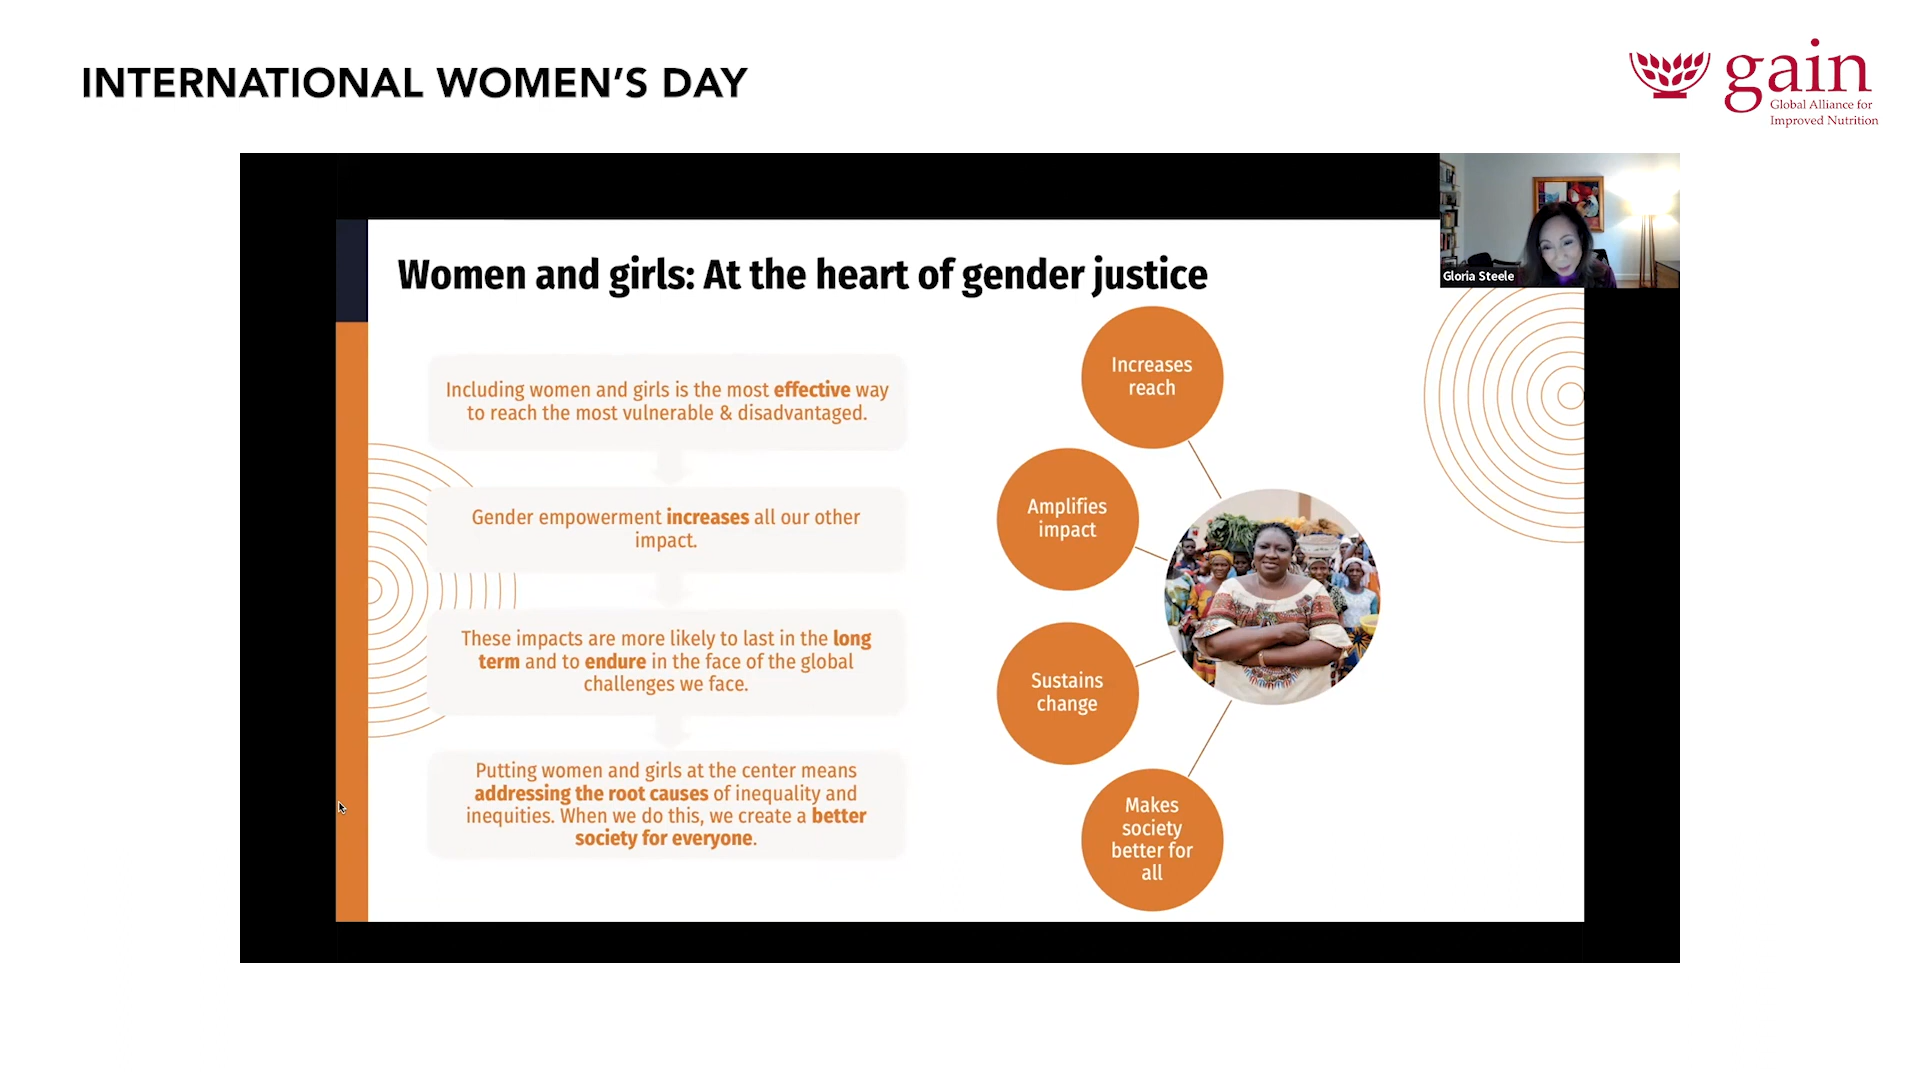 INTERNATIONAL WOMEN’S DAY
gain
Global Alliance for
Improved Nutrition
Gloria Steele
Women and girls: At the heart of gender justice
Including women and girls is the most effective way
to reach the most vulnerable & disadvantaged.
Gender empowerment increases all our other
impact.
These impacts are more likely to last in the long
term and to endure in the face of the global
challenges we face.
Putting women and girls at the center means
addressing the root causes of inequality and
inequities. When we do this, we create a better
society for everyone.
Increases
reach
Amplifies
impact
Sustains
change
Makes
society
better for
all